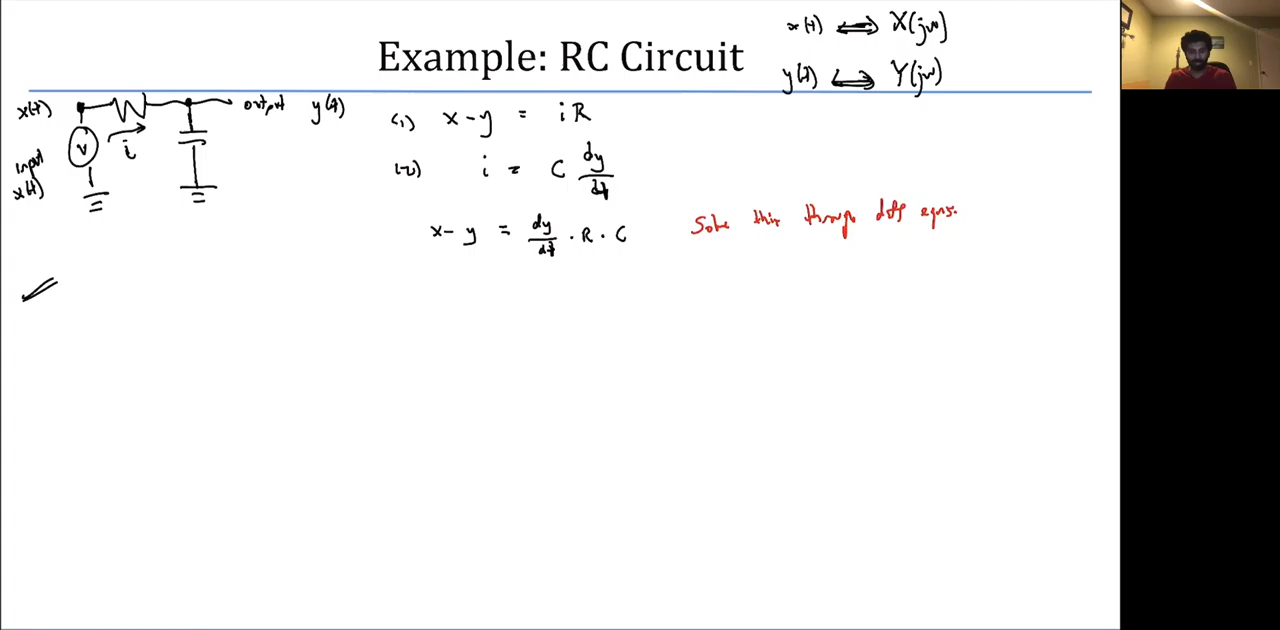 x(t) ⟺ X(jω)
Example: RC Circuit
y(t) ⟺ Y(jω)
x(t)
output y(t)
(1) x-y = iR
v
i
input
x(t)
(2) i = C dy/dt
x-y = dy/dt · R · C
Solve this through diff eqns.